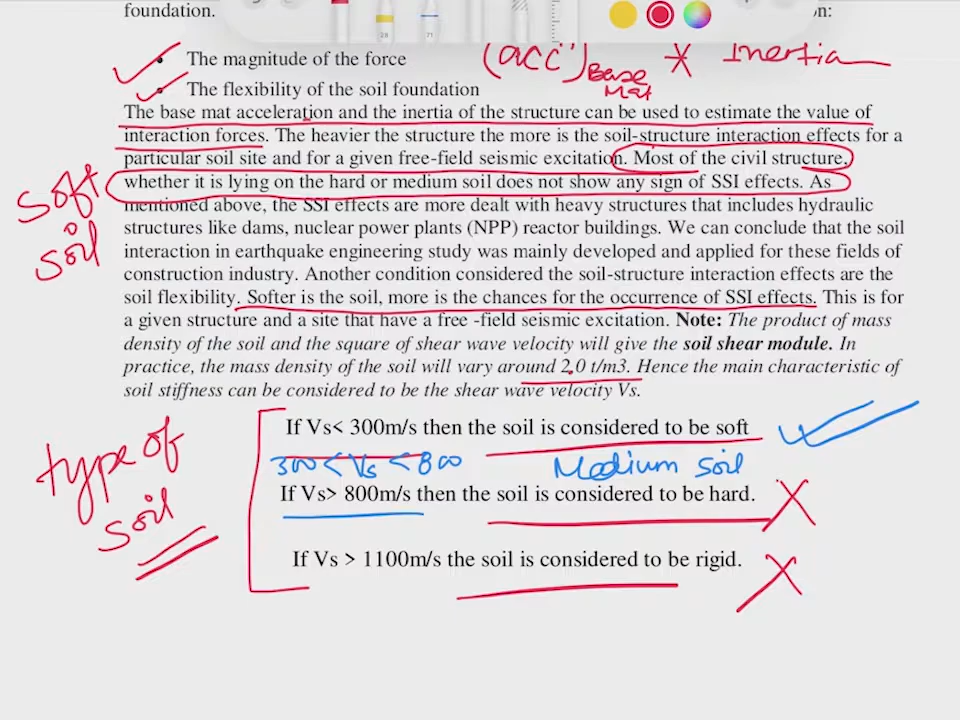 foundation.
on:
The magnitude of the force
(acc")Base Mat * Inertia
The flexibility of the soil foundation
The base mat acceleration and the inertia of the structure can be used to estimate the value of
interaction forces. The heavier the structure the more is the soil-structure interaction effects for a
particular soil site and for a given free-field seismic excitation. Most of the civil structure,
whether it is lying on the hard or medium soil does not show any sign of SSI effects. As
mentioned above, the SSI effects are more dealt with heavy structures that includes hydraulic
structures like dams, nuclear power plants (NPP) reactor buildings. We can conclude that the soil
interaction in earthquake engineering study was mainly developed and applied for these fields of
construction industry. Another condition considered the soil-structure interaction effects are the
soil flexibility. Softer is the soil, more is the chances for the occurrence of SSI effects. This is for
a given structure and a site that have a free -field seismic excitation. Note: The product of mass
density of the soil and the square of shear wave velocity will give the soil shear module. In
practice, the mass density of the soil will vary around 2.0 t/m3. Hence the main characteristic of
soil stiffness can be considered to be the shear wave velocity Vs.
soft
soil
If Vs< 300m/s then the soil is considered to be soft
300 < Vs < 800 Medium soil
If Vs> 800m/s then the soil is considered to be hard.
If Vs > 1100m/s the soil is considered to be rigid.
type of
soil